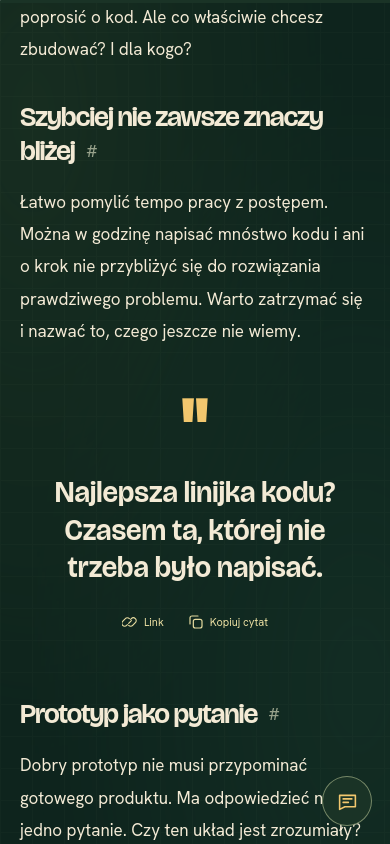 poprosić o kod. Ale co właściwie chcesz
zbudować? I dla kogo?
Szybciej nie zawsze znaczy
bliżej #
Łatwo pomylić tempo pracy z postępem.
Można w godzinę napisać mnóstwo kodu i ani
o krok nie przybliżyć się do rozwiązania
prawdziwego problemu. Warto zatrzymać się
i nazwać to, czego jeszcze nie wiemy.
"
Najlepsza linijka kodu?
Czasem ta, której nie
trzeba było napisać.
Link Kopiuj cytat
Prototyp jako pytanie #
Dobry prototyp nie musi przypominać
gotowego produktu. Ma odpowiedzieć
jedno pytanie. Czy ten układ jest zrozumiały?